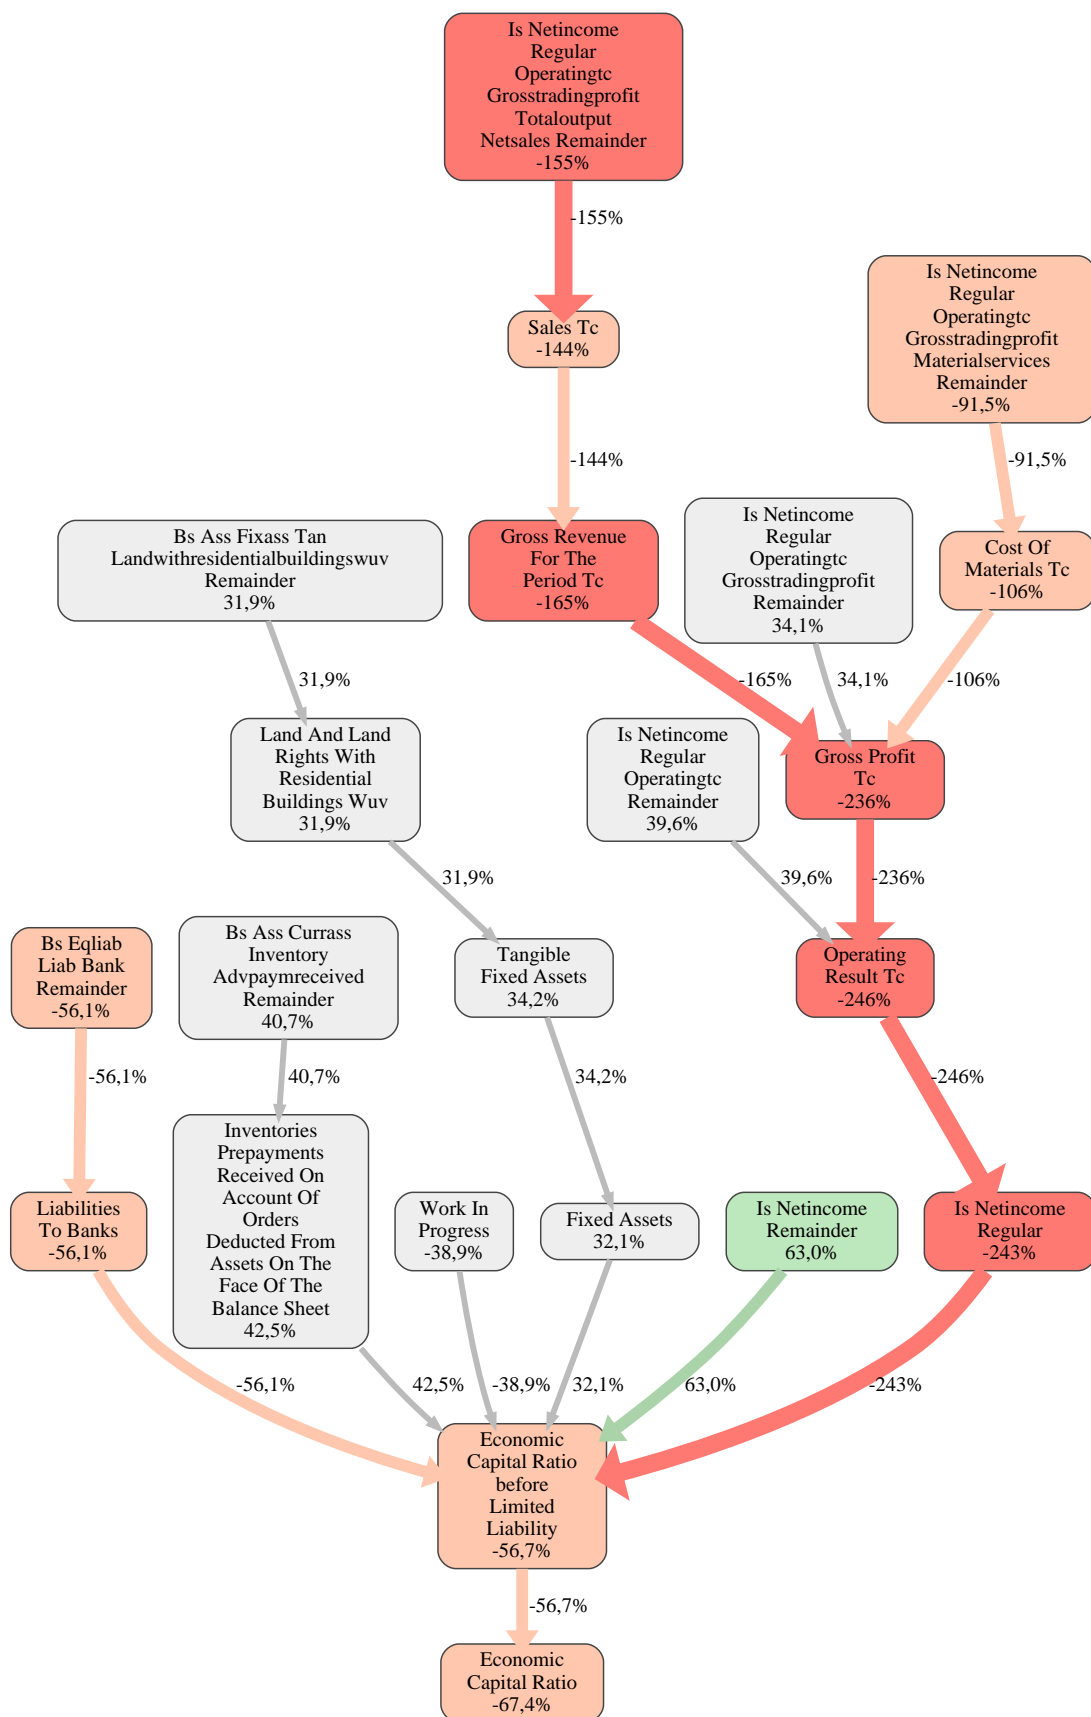 Is Netincome
Regular
Operatingtc
Grosstradingprofit
Totaloutput
Netsales Remainder
-155%
-155%
Is Netincome
Regular
Operatingtc
Grosstradingprofit
Materialservices
Remainder
-91,5%
Sales Tc
-144%
-144%
-91,5%
Bs Ass Fixass Tan
Landwithresidentialbuildingswuv
Remainder
31,9%
Gross Revenue
For The
Period Tc
-165%
Is Netincome
Regular
Operatingtc
Grosstradingprofit
Remainder
34,1%
Cost Of
Materials Tc
-106%
31,9%
-165%
34,1%
-106%
Land And Land
Rights With
Residential
Buildings Wuv
31,9%
Is Netincome
Regular
Operatingtc
Remainder
39,6%
Gross Profit
Tc
-236%
31,9%
39,6%
-236%
Bs Eqliab
Liab Bank
Remainder
-56,1%
Bs Ass Currass
Inventory
Advpaymreceived
Remainder
40,7%
Tangible
Fixed Assets
34,2%
Operating
Result Tc
-246%
-56,1%
40,7%
34,2%
-246%
Liabilities
To Banks
-56,1%
Inventories
Prepayments
Received On
Account Of
Orders
Deducted From
Assets On The
Face Of The
Balance Sheet
42,5%
Work In
Progress
-38,9%
Fixed Assets
32,1%
Is Netincome
Remainder
63,0%
Is Netincome
Regular
-243%
-56,1%
42,5%
-38,9%
32,1%
63,0%
-243%
Economic
Capital Ratio
before
Limited
Liability
-56,7%
-56,7%
Economic
Capital Ratio
-67,4%